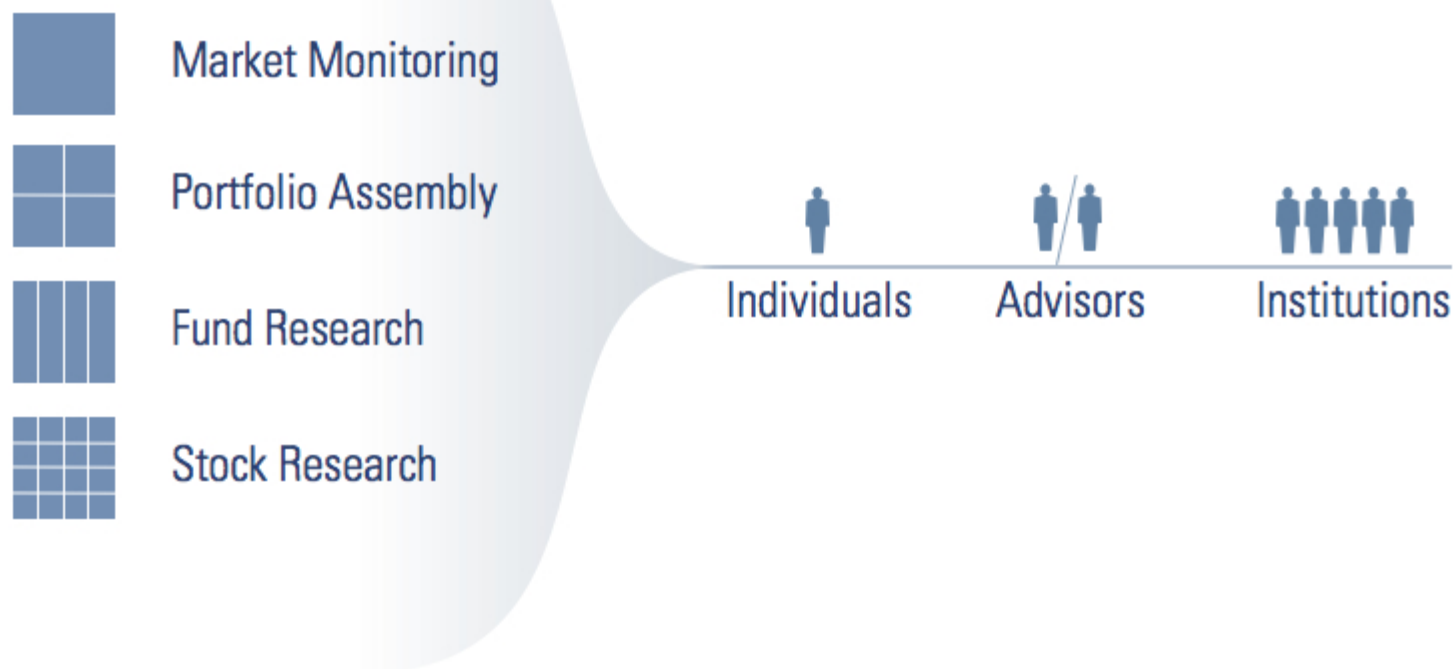 Market Monitoring
Portfolio Assembly
Fund Research
Stock Research
Individuals
Advisors
Institutions